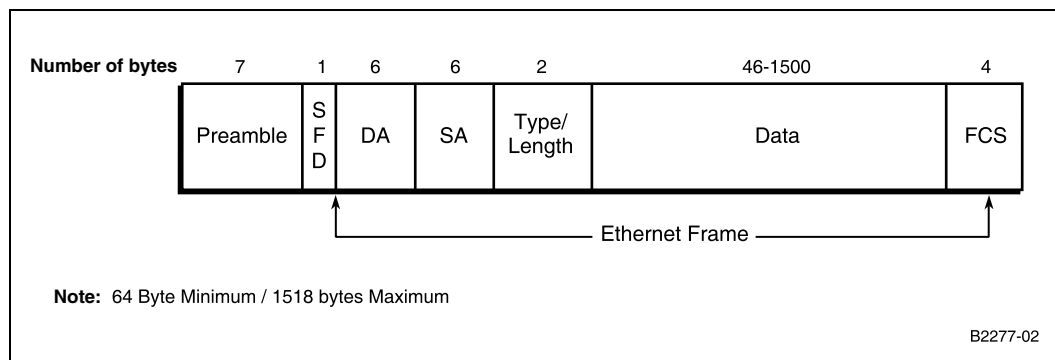 Number of bytes 7 1 6 6 2 46-1500 4
Preamble S F D DA SA Type/ Length Data FCS
Ethernet Frame
Note: 64 Byte Minimum / 1518 bytes Maximum
B2277-02